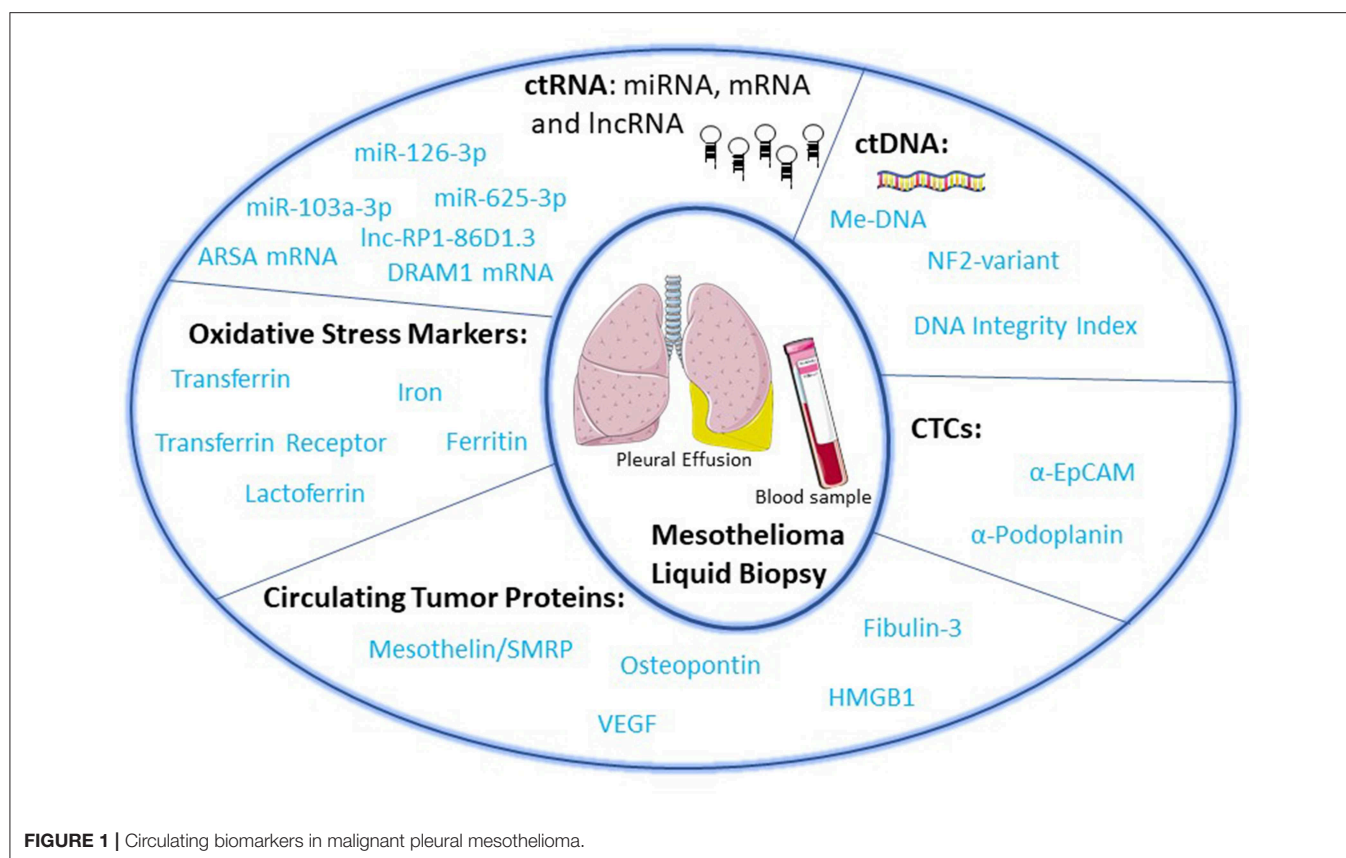 ctRNA: miRNA, mRNA
and lncRNA
miR-126-3p
miR-103a-3p
miR-625-3p
lnc-RP1-86D1.3
ARSA mRNA
DRAM1 mRNA
ctDNA:
Me-DNA
NF2-variant
DNA Integrity Index
Oxidative Stress Markers:
Transferrin
Iron
Transferrin Receptor
Ferritin
Lactoferrin
Pleural Effusion
Blood sample
Mesothelioma
Liquid Biopsy
CTCs:
α-EpCAM
α-Podoplanin
Circulating Tumor Proteins:
Mesothelin/SMRP
Osteopontin
Fibulin-3
HMGB1
VEGF
FIGURE 1 | Circulating biomarkers in malignant pleural mesothelioma.